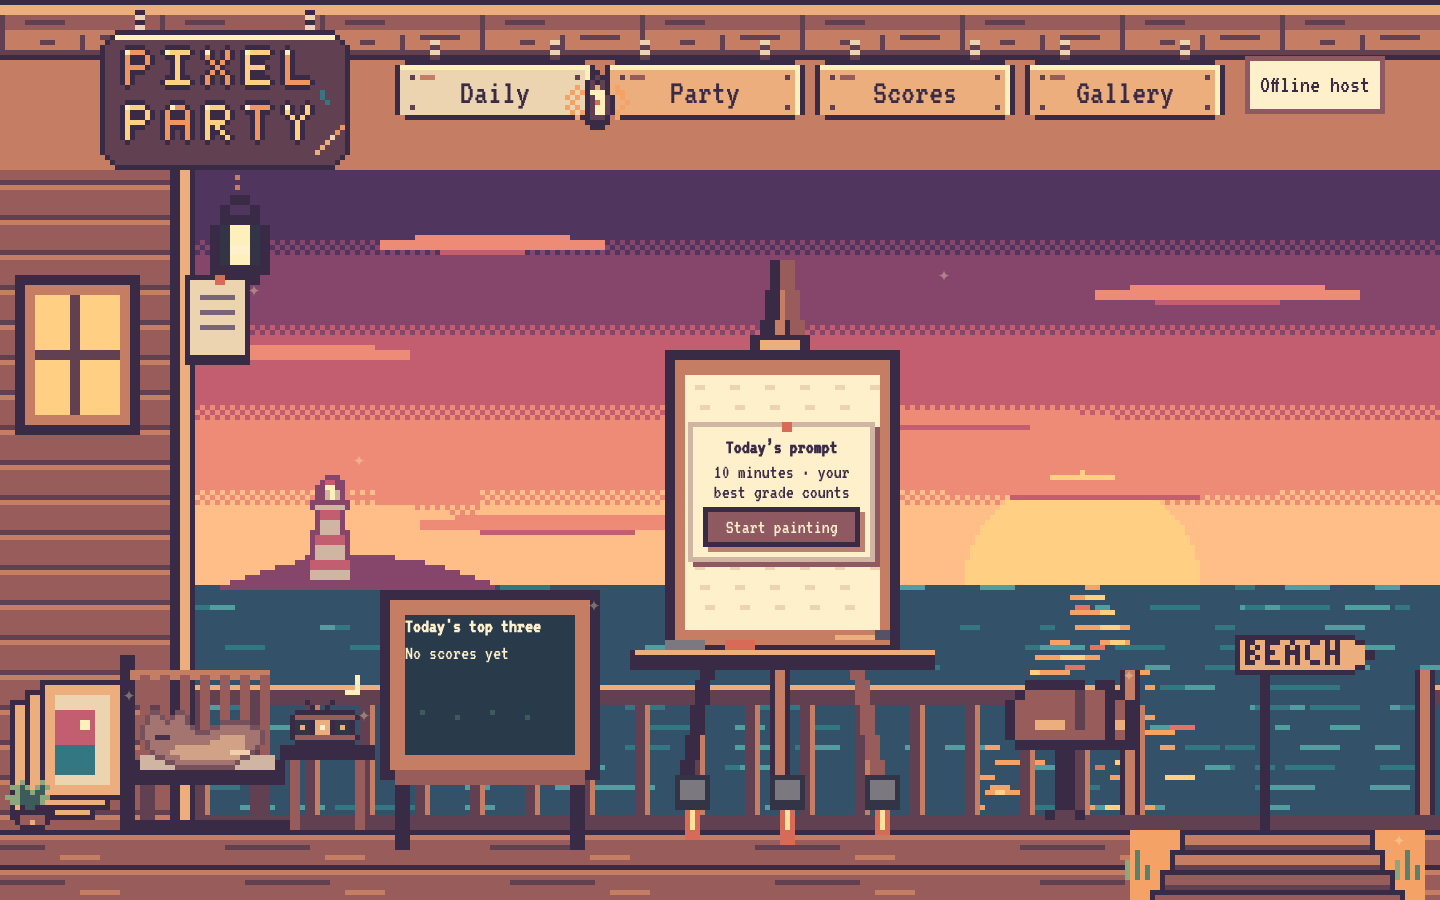 PIXEL
PARTY
Daily
Party
Scores
Gallery
Offline host
Today's prompt
10 minutes · your
best grade counts
Start painting
Today's top three
No scores yet
BEACH